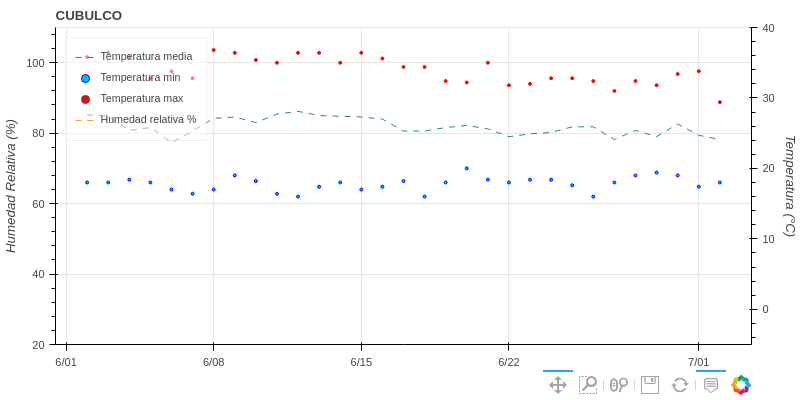 CUBULCO
Temperatura media
Temperatura min
Temperatura max
Humedad relativa %
Humedad Relativa (%)
100
80
60
40
20
40
30
20
10
0
Temperatura (°C)
6/01
6/08
6/15
6/22
7/01